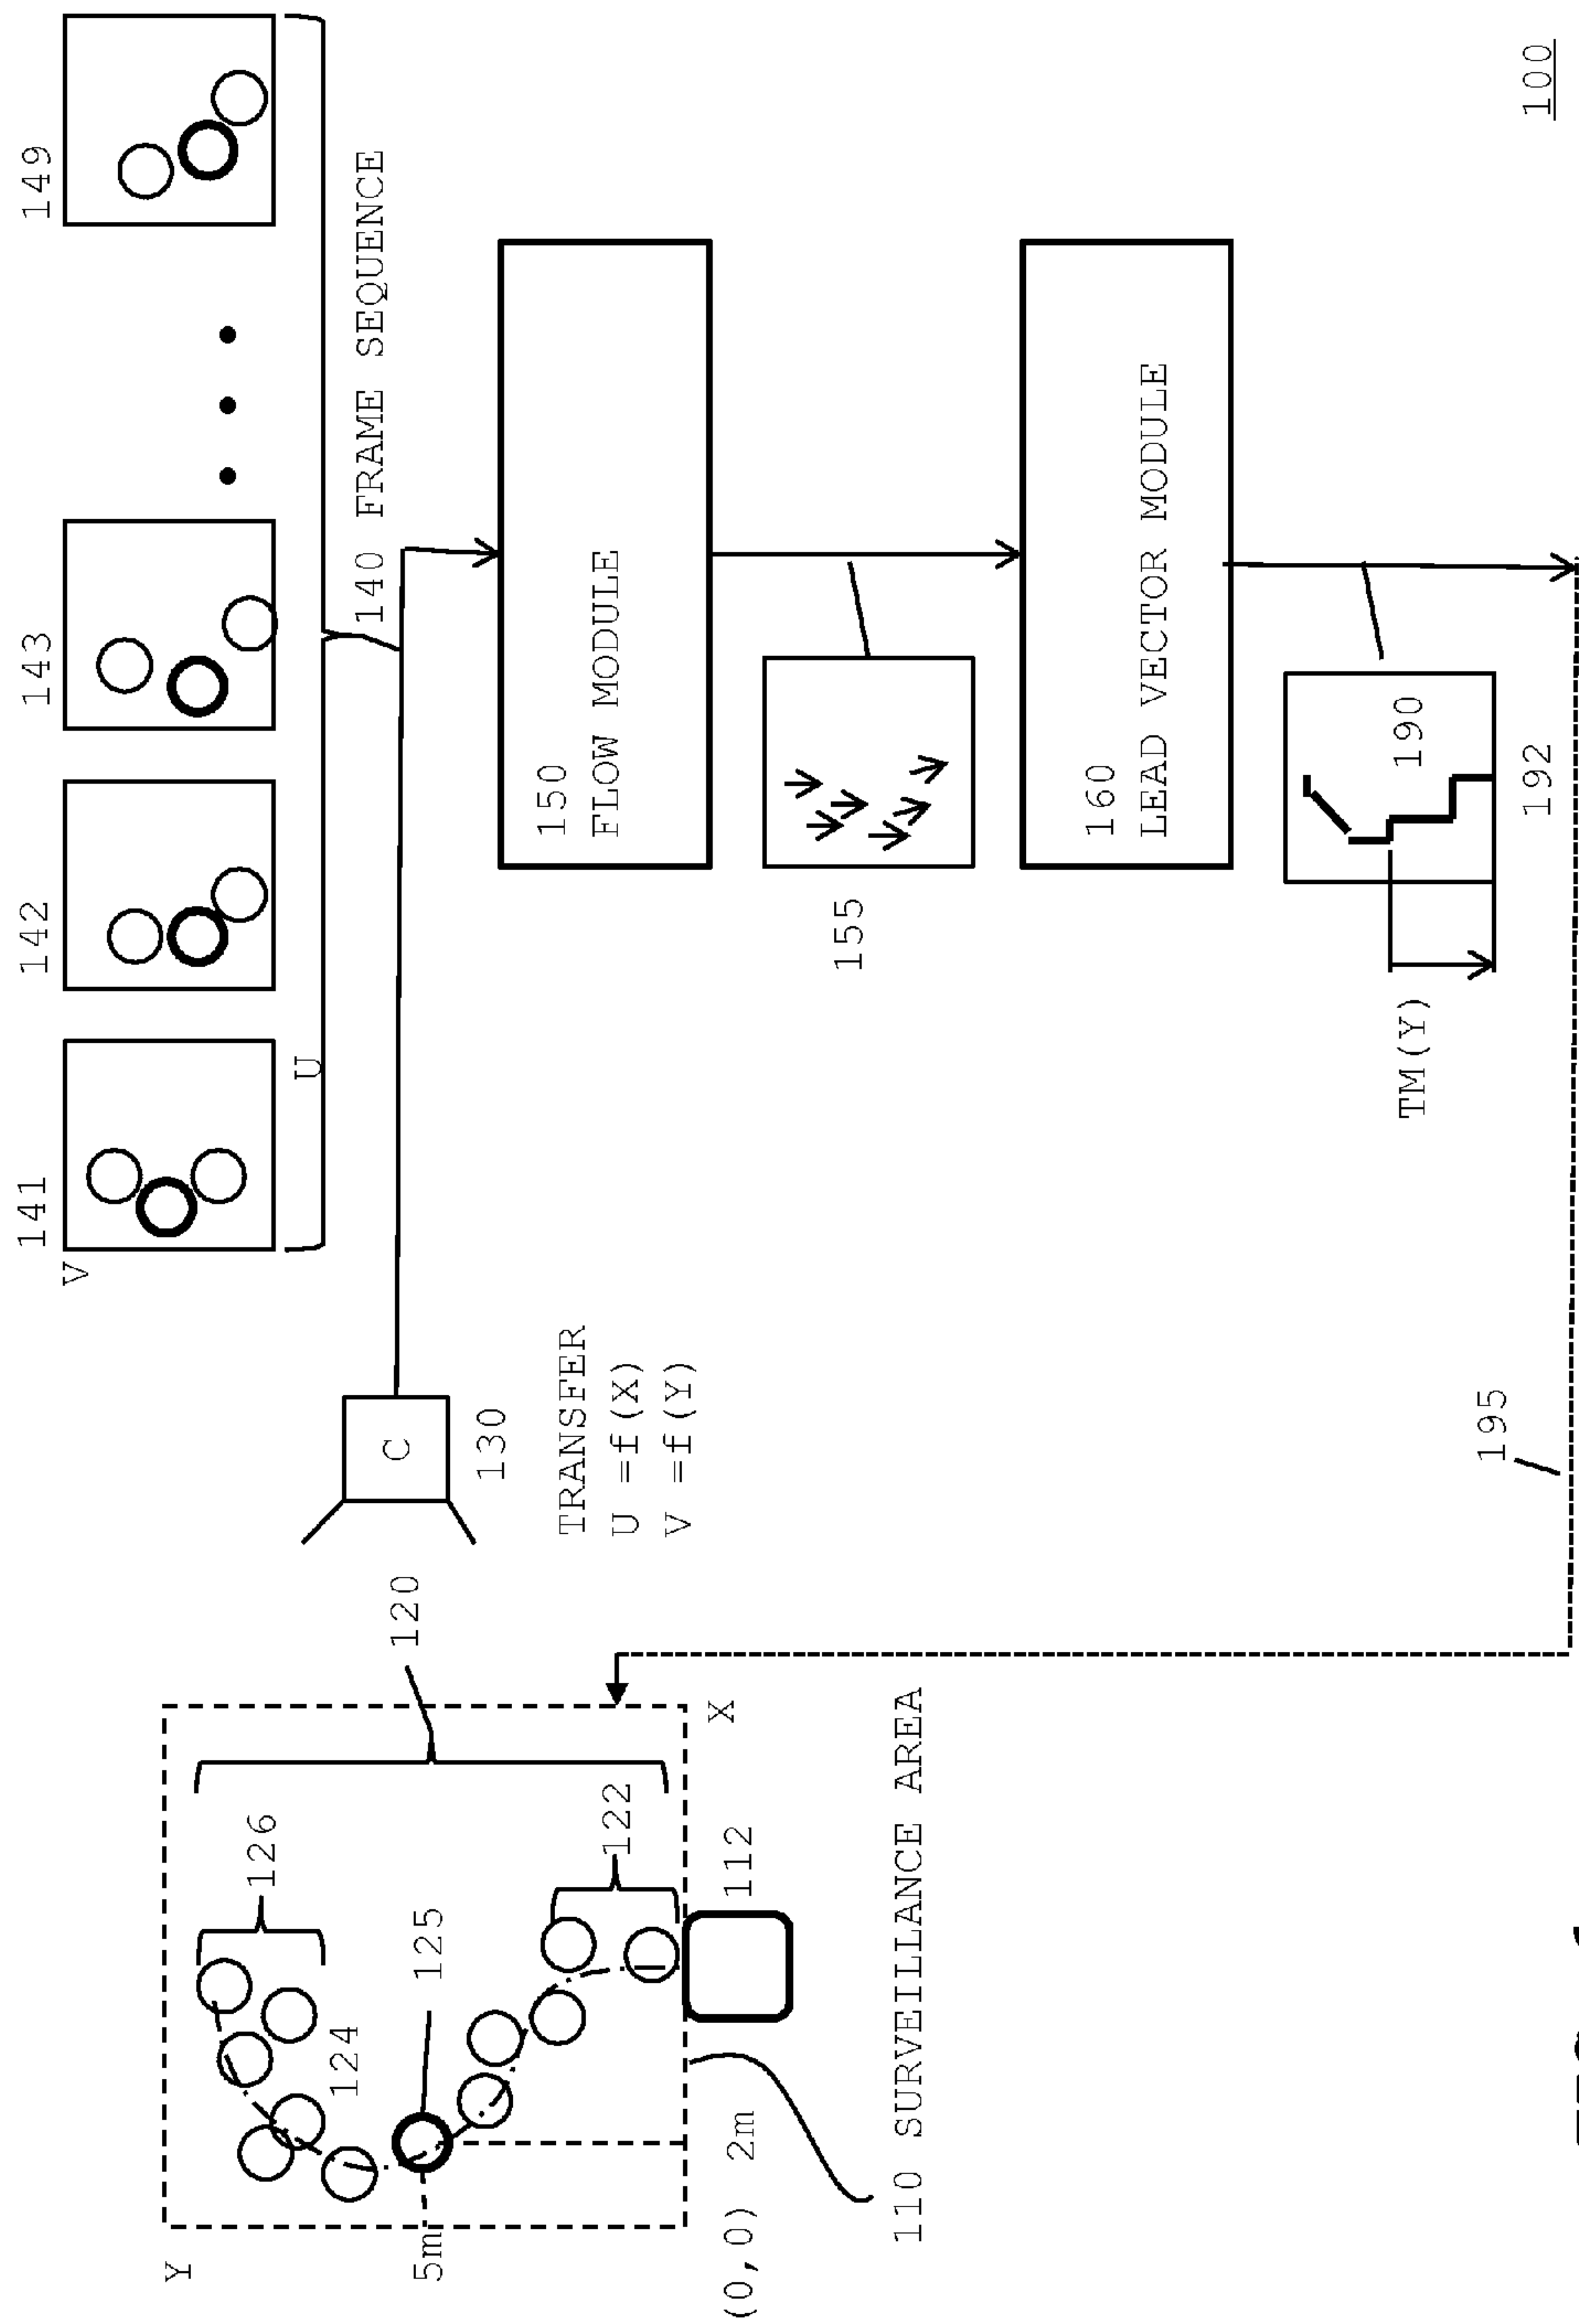 141
142
143
149
V
U
140 FRAME SEQUENCE
Y
126
124
125
5m
120
122
C
130
TRANSFER
U =f(X)
V =f(Y)
X
(0,0) 2m
112
110 SURVEILLANCE AREA
150
FLOW MODULE
155
160
LEAD VECTOR MODULE
TM(Y)
190
192
195
100